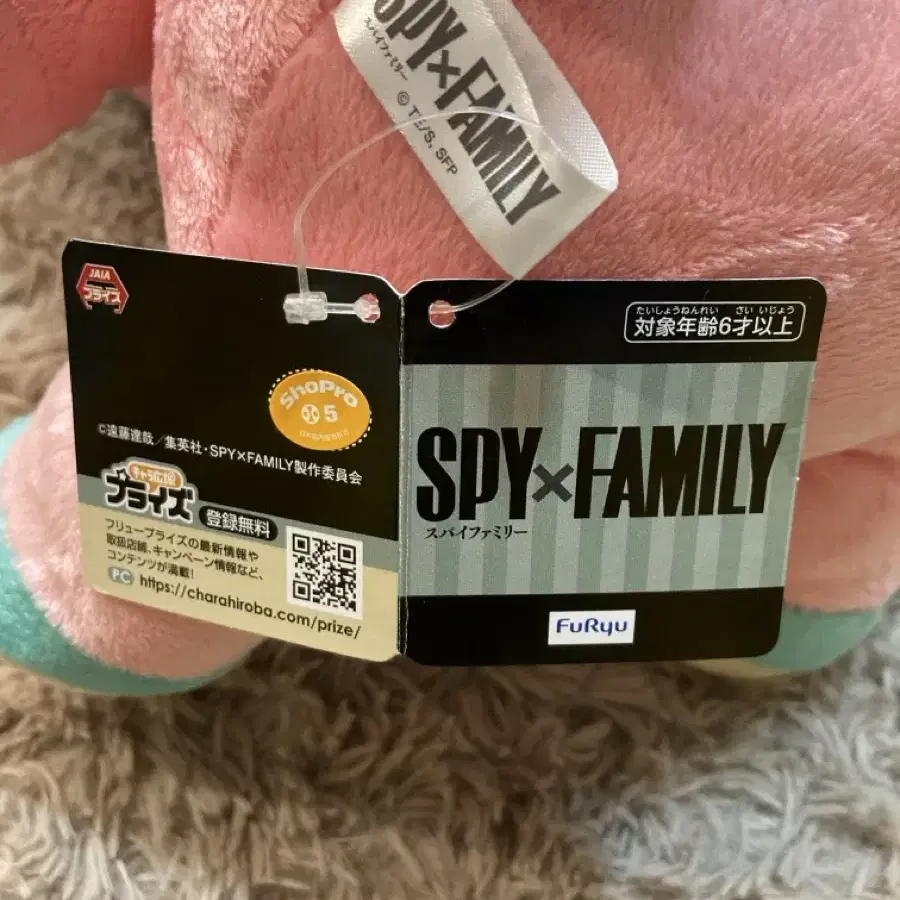 SPY×FAMILY
スパイファミリー
© TE/S, SFP
JAIA
プライズ
ShoPro
5
©遠藤達哉／集英社・SPY×FAMILY製作委員会
キャラ広場
プライズ
登録無料
フリュープライズの最新情報や
取扱店舗、キャンペーン情報など、
コンテンツが満載!
PC https://charahiroba.com/prize/
たいしょうねんれい さい いじょう
対象年齢6才以上
SPY×FAMILY
スパイファミリー
FuRyu